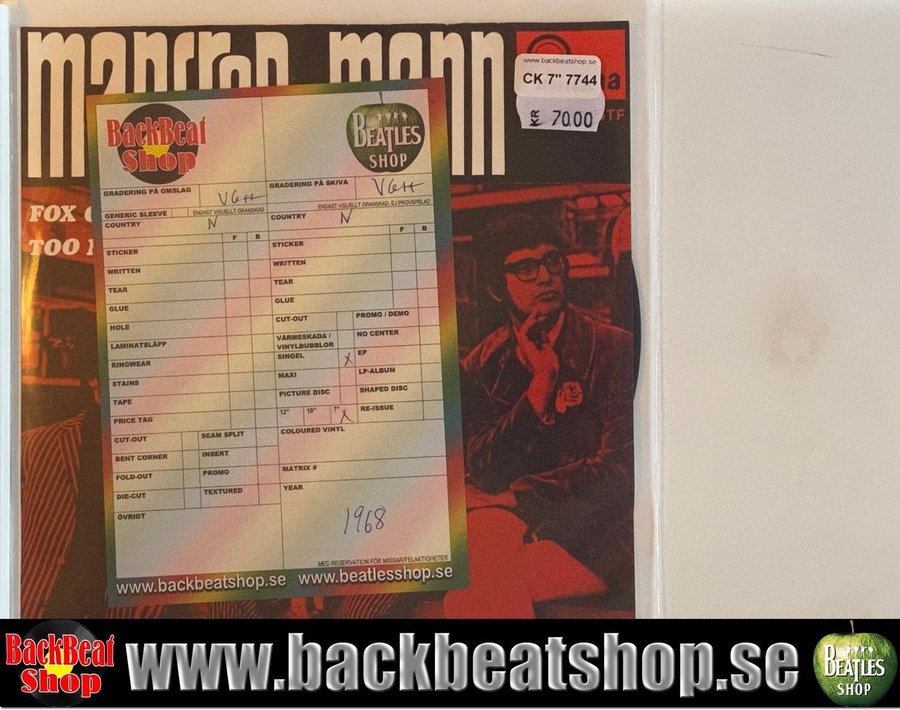 manfred mann
www.backbeatshop.se
CK 7" 7744
KR 70.00
FOX
TOO
BackBeat
Shop
BEATLES
SHOP
GRADERING PÅ OMSLAG VG++
ENDAST VISUELLT GRANSKAD
GENERIC SLEEVE
COUNTRY N
F B
STICKER
WRITTEN
TEAR
GLUE
HOLE
LAMINATSLÄPP
RINGWEAR
STAINS
TAPE
PRICE TAG
CUT-OUT SEAM SPLIT
BENT CORNER INSERT
FOLD-OUT PROMO
DIE-CUT TEXTURED
ÖVRIGT
GRADERING PÅ SKIVA VG++
ENDAST VISUELLT GRANSKAD, EJ PROVSPELAD
COUNTRY N
F B
STICKER
WRITTEN
TEAR
GLUE
CUT-OUT PROMO / DEMO
VÄRMESKADA /
VINYLBUBBLOR NO CENTER
SINGEL X EP
MAXI LP-ALBUM
PICTURE DISC SHAPED DISC
12" 10" 7" X RE-ISSUE
COLOURED VINYL
MATRIX #
YEAR
1968
MED RESERVATION FÖR MISSAR/FELAKTIGHETER
www.backbeatshop.se www.beatlesshop.se
BackBeat
Shop
www.backbeatshop.se
BEATLES
SHOP